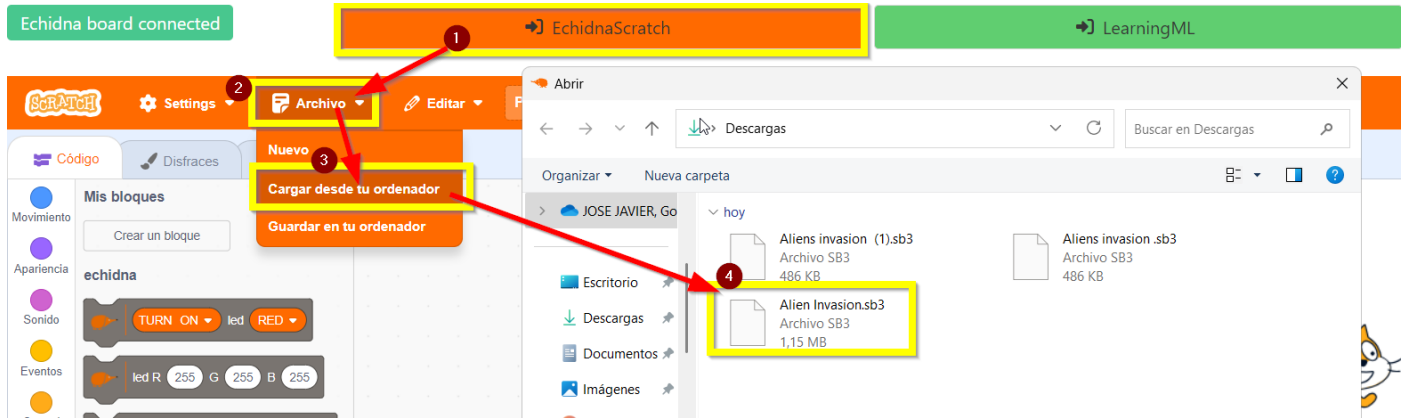 Echidna board connected
EchidnaScratch
LearningML
1
2
SCRATCH
Settings
Archivo
Editar
Abrir
Descargas
Buscar en Descargas
Código
Disfraces
Nuevo
3
Cargar desde tu ordenador
Guardar en tu ordenador
Organizar
Nueva carpeta
Movimiento
Apariencia
Sonido
Eventos
Mis bloques
Crear un bloque
echidna
TURN ON led RED
led R 255 G 255 B 255
JOSE JAVIER, Go
Escritorio
Descargas
Documentos
Imágenes
hoy
Aliens invasion (1).sb3
Archivo SB3
486 KB
Aliens invasion .sb3
Archivo SB3
486 KB
4
Alien Invasion.sb3
Archivo SB3
1,15 MB